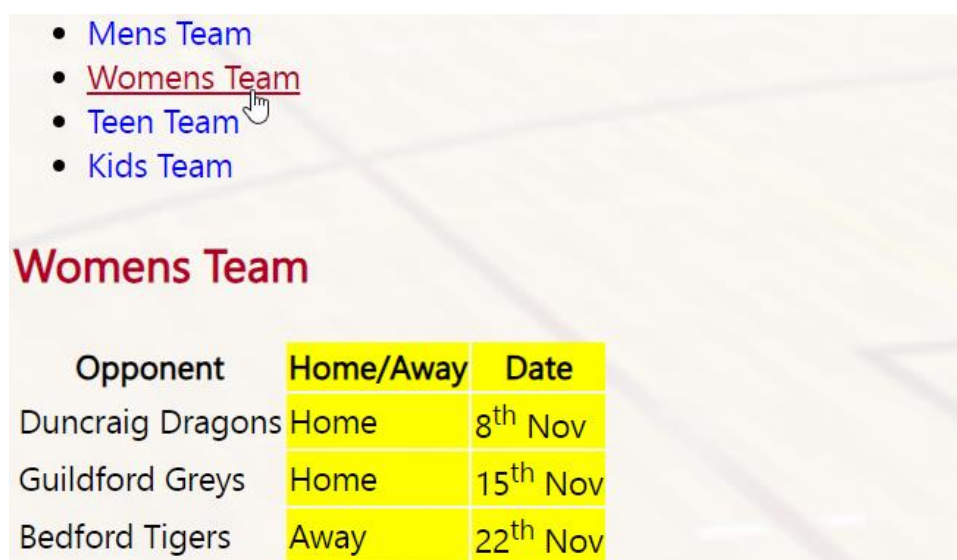 Mens Team
Womens Team
Teen Team
Kids Team
Womens Team
Opponent Home/Away Date
Duncraig Dragons Home 8th Nov
Guildford Greys Home 15th Nov
Bedford Tigers Away 22th Nov